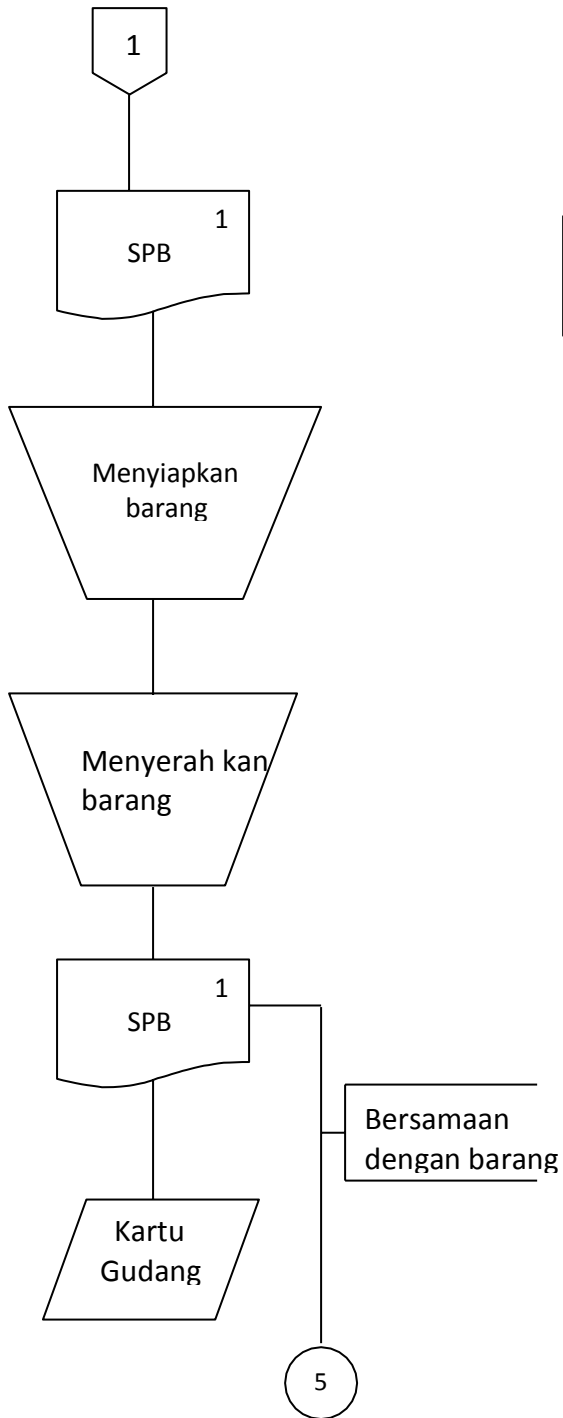 1
1
SPB
Menyiapkan
barang
Menyerah kan
barang
1
SPB
Bersamaan
dengan barang
Kartu
Gudang
5